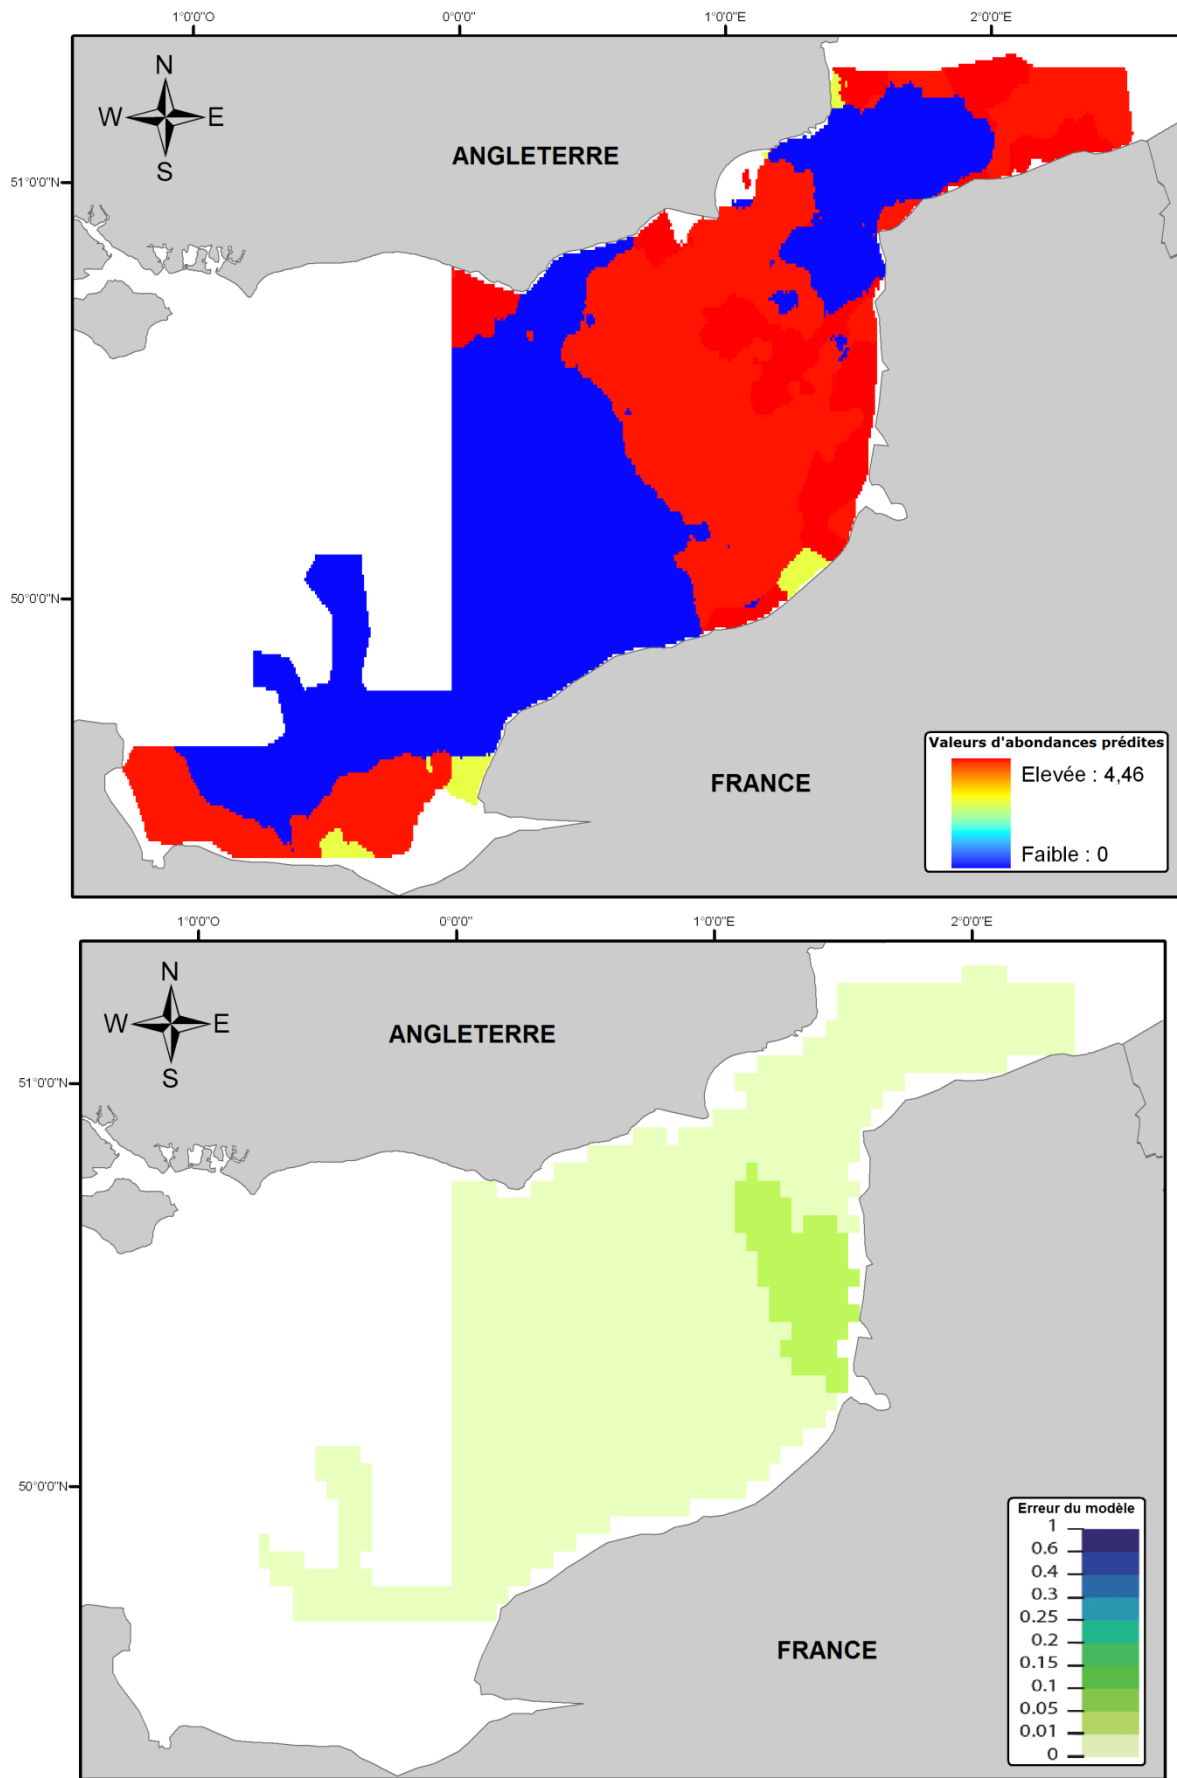 1°0'0"O 0°0'0" 1°0'0"E 2°0'0"E
N
W E
S
ANGLETERRE
51°0'0"N
50°0'0"N
FRANCE
Valeurs d'abondances prédites
Elevée : 4,46
Faible : 0
1°0'0"O 0°0'0" 1°0'0"E 2°0'0"E
N
W E
S
ANGLETERRE
51°0'0"N
50°0'0"N
FRANCE
Erreur du modèle
1
0.6
0.4
0.3
0.25
0.2
0.15
0.1
0.05
0.01
0